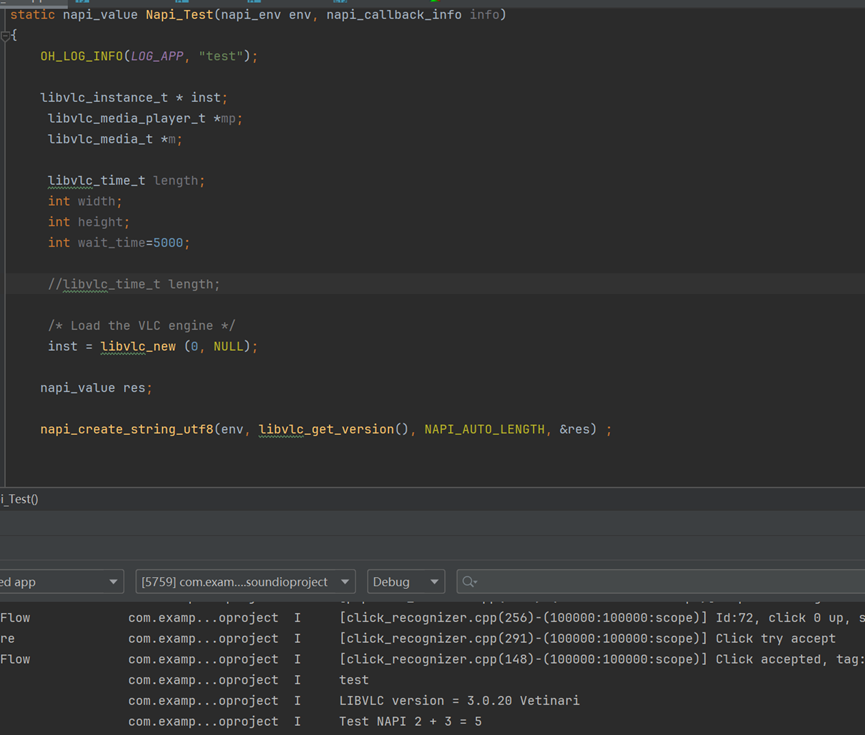 static napi_value Napi_Test(napi_env env, napi_callback_info info)
{
OH_LOG_INFO(LOG_APP, "test");
libvlc_instance_t * inst;
libvlc_media_player_t *mp;
libvlc_media_t *m;
libvlc_time_t length;
int width;
int height;
int wait_time=5000;
//libvlc_time_t length;
/* Load the VLC engine */
inst = libvlc_new (0, NULL);
napi_value res;
napi_create_string_utf8(env, libvlc_get_version(), NAPI_AUTO_LENGTH, &res) ;
i_Test()
ed app [5759] com.exam....soundioproject Debug
Flow com.examp...oproject I [click_recognizer.cpp(256)-(100000:100000:scope)] Id:72, click 0 up, s
re com.examp...oproject I [click_recognizer.cpp(291)-(100000:100000:scope)] Click try accept
Flow com.examp...oproject I [click_recognizer.cpp(148)-(100000:100000:scope)] Click accepted, tag:
com.examp...oproject I test
com.examp...oproject I LIBVLC version = 3.0.20 Vetinari
com.examp...oproject I Test NAPI 2 + 3 = 5